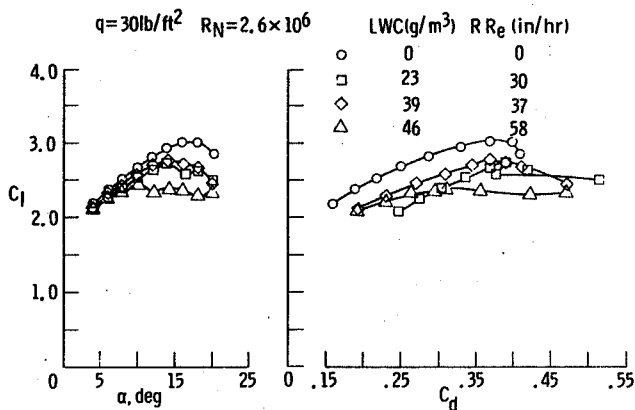 q=30lb/ft² R_N=2.6×10⁶
LWC(g/m³) RR_e(in/hr)
0 0
23 30
39 37
46 58
4.0
3.0
C_l
2.0
1.0
0 5 15 25
α, deg
0 .15 .25 .35 .45 .55
C_d